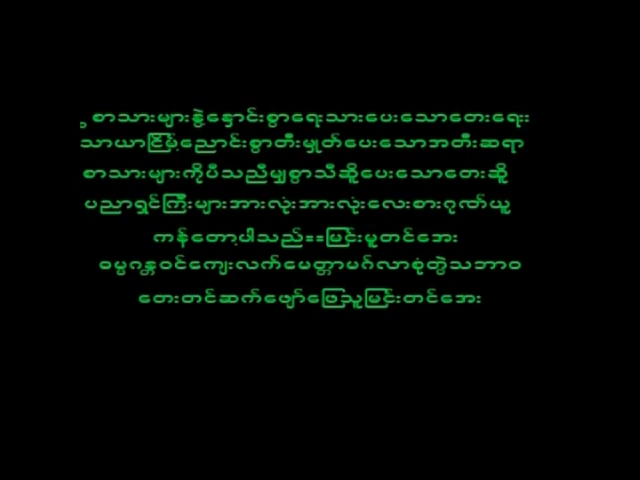 စာသားများနွဲ့နှောင်းစွာရေးသားပေးသောတေးရေး
သာယာငြိမ့်ညောင်းစွာတီးမှုတ်ပေးသောအတီးဆရာ
စာသားများကိုပီသညီမျှစွာသီဆိုပေးသောတေးဆို
ပညာရှင်ကြီးများအားလုံးအားလုံးလေးစားဂုဏ်ယူ
ကန်တော့ပါသည်==မြင်းမူတင်အေး
ဓမ္မဂန္တဝင်ကျေးလက်မေတ္တာမဂ်လာစုံတွဲသဘာဝ
တေးတင်ဆက်ဖျော်ဖြေသူမြင်းတင်အေး